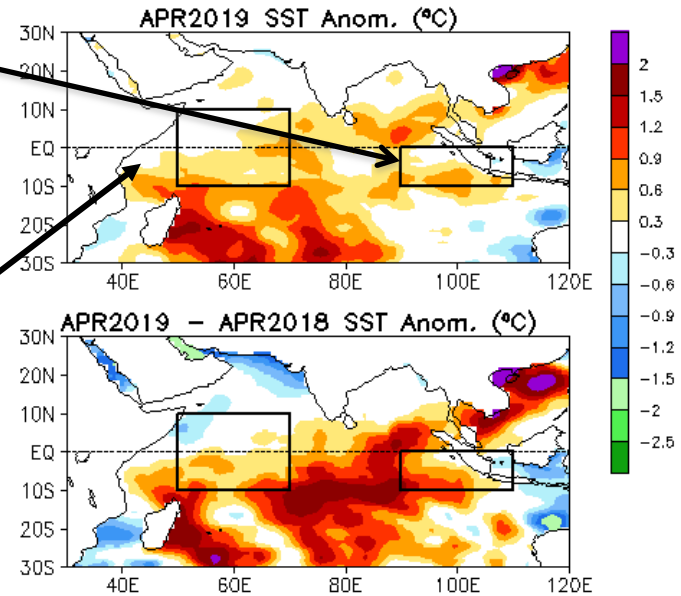 APR2019 SST Anom. (°C)
30N
20N
10N
EQ
10S
20S
30S
40E 60E 80E 100E 120E
APR2019 – APR2018 SST Anom. (°C)
30N
20N
10N
EQ
10S
20S
30S
40E 60E 80E 100E 120E
2
1.5
1.2
0.9
0.6
0.3
−0.3
−0.6
−0.9
−1.2
−1.5
−2
−2.5